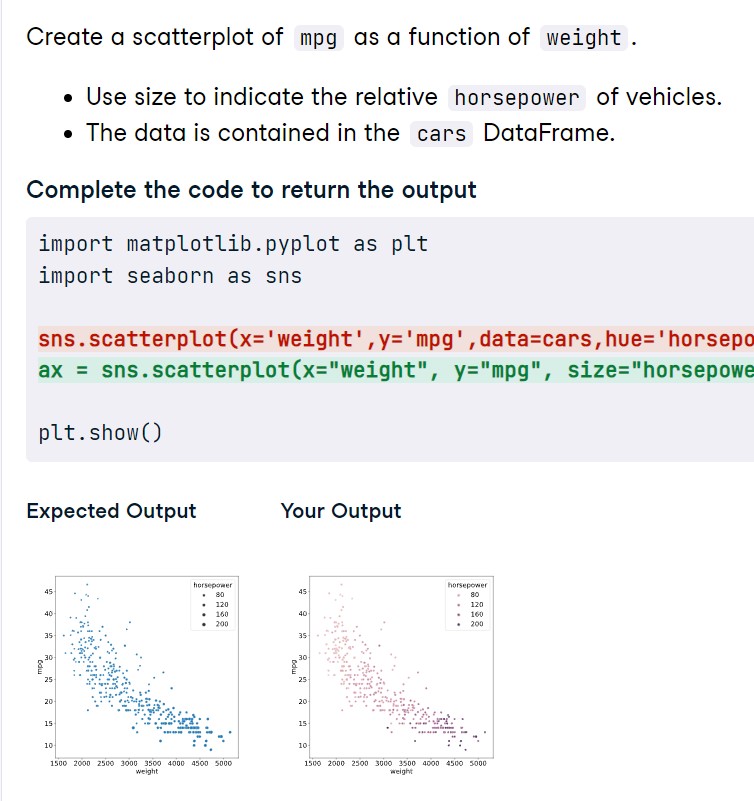 Create a scatterplot of mpg as a function of weight.
• Use size to indicate the relative horsepower of vehicles.
• The data is contained in the cars DataFrame.
Complete the code to return the output
import matplotlib.pyplot as plt
import seaborn as sns
sns.scatterplot(x='weight',y='mpg',data=cars,hue='horsepo
ax = sns.scatterplot(x="weight", y="mpg", size="horsepowe
plt.show()
Expected Output Your Output
horsepower
80
120
160
200
45
40
35
30
25
20
15
10
mpg
1500 2000 2500 3000 3500 4000 4500 5000
weight
horsepower
80
120
160
200
45
40
35
30
25
20
15
10
mpg
1500 2000 2500 3000 3500 4000 4500 5000
weight